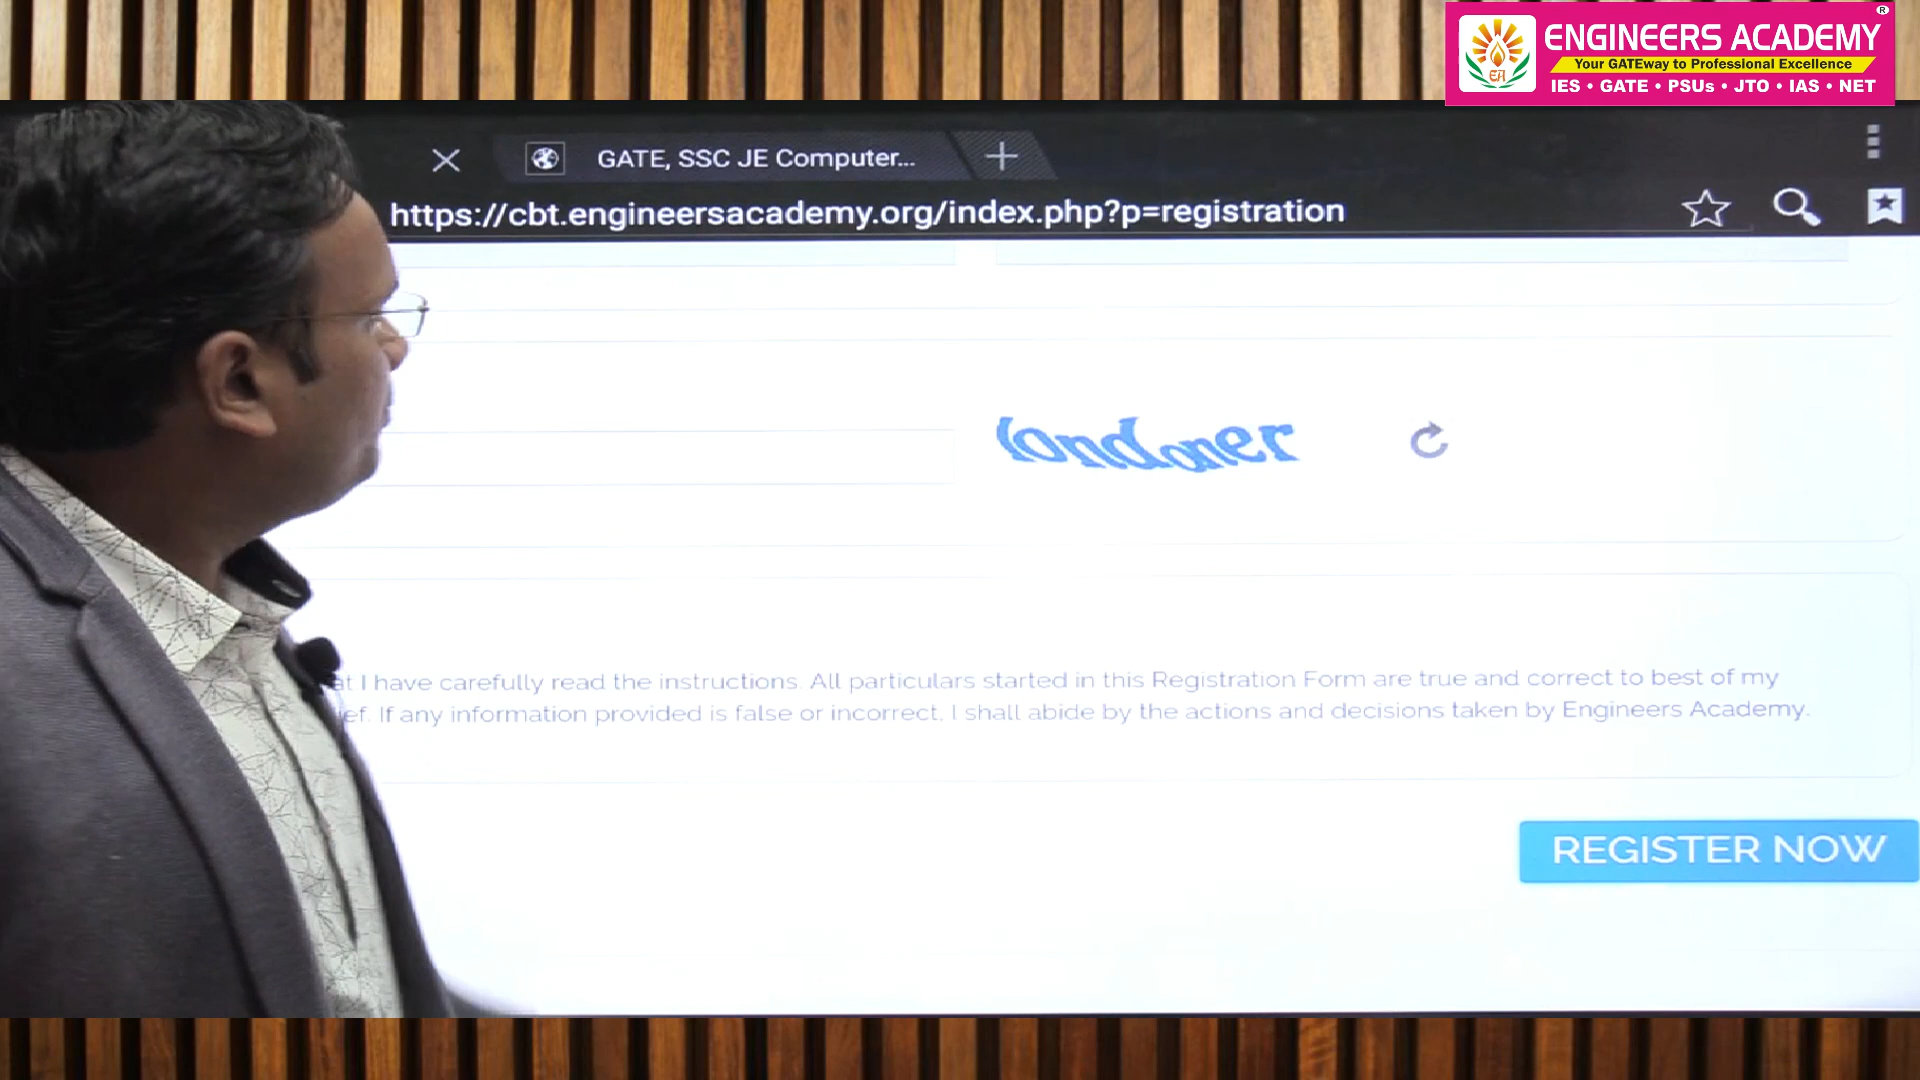 ENGINEERS ACADEMY ®
Your GATEway to Professional Excellence
IES • GATE • PSUs • JTO • IAS • NET
EA
GATE, SSC JE Computer...
https://cbt.engineersacademy.org/index.php?p=registration
londoner
at I have carefully read the instructions. All particulars started in this Registration Form are true and correct to best of my
ef. If any information provided is false or incorrect, I shall abide by the actions and decisions taken by Engineers Academy.
REGISTER NOW